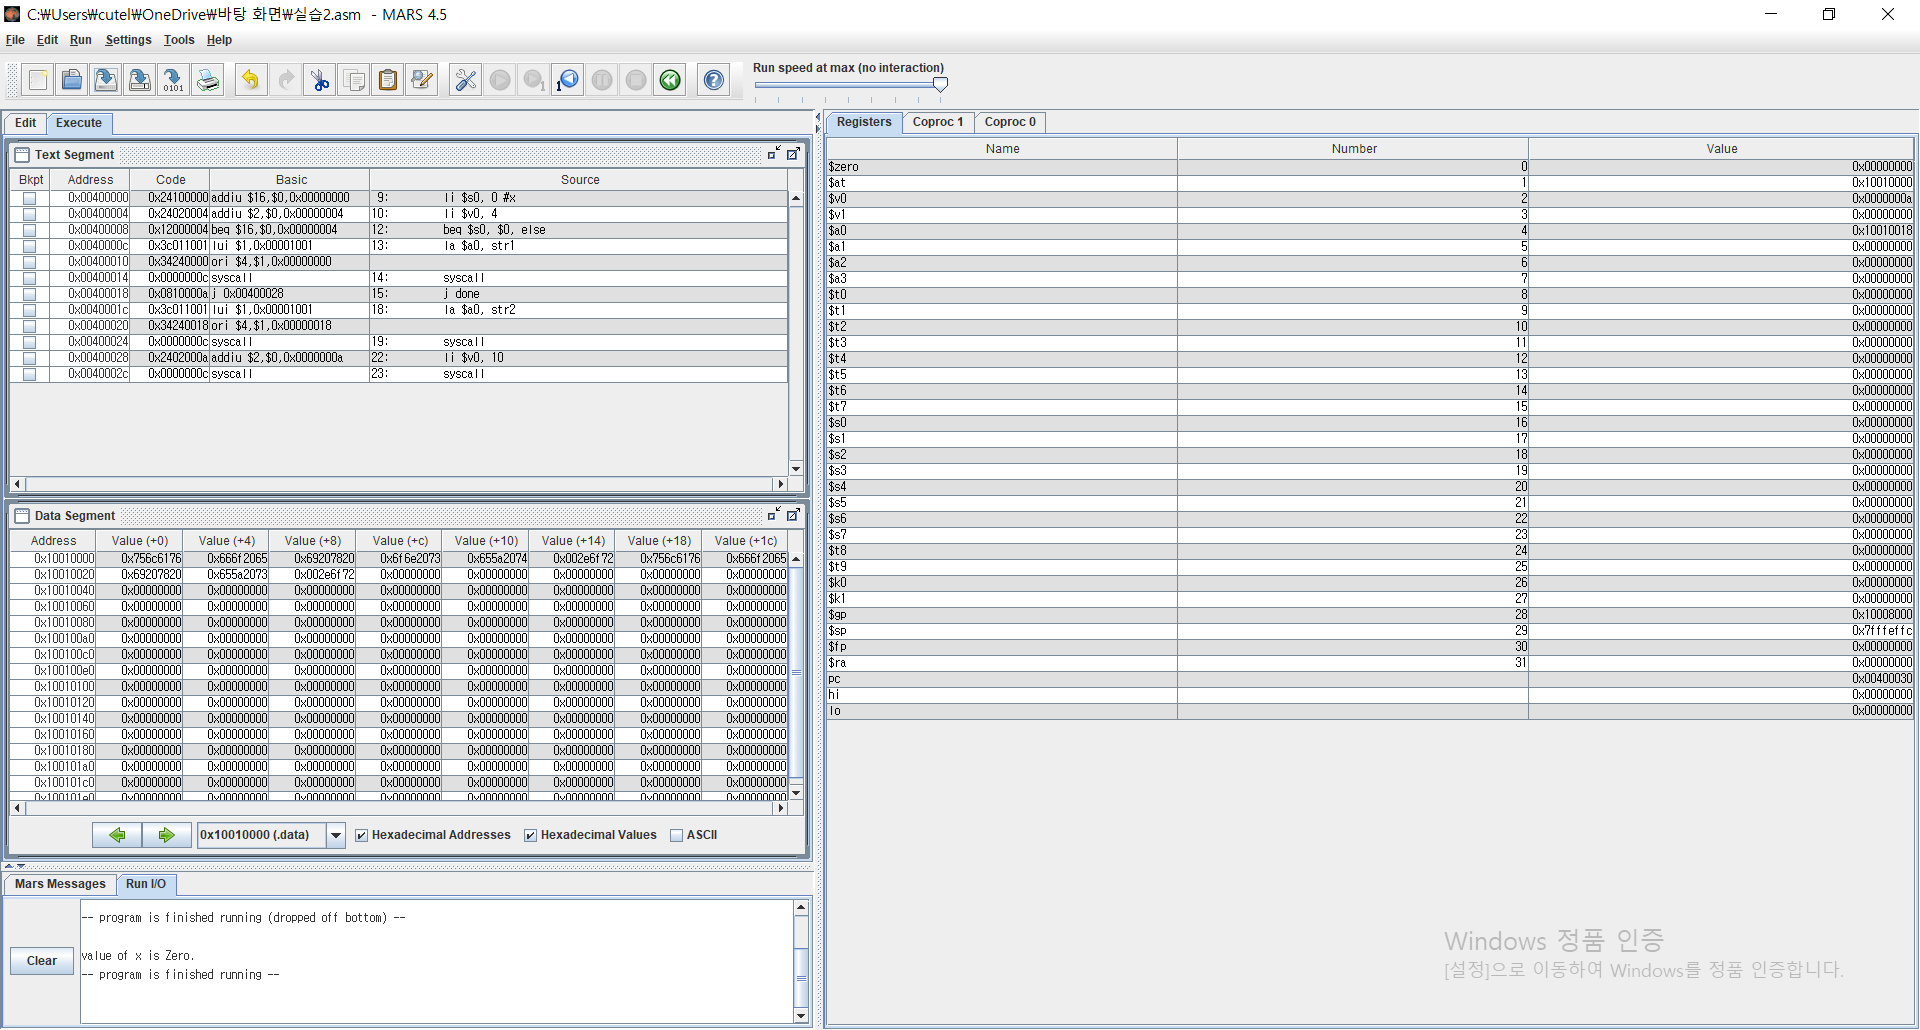 C:₩Users₩cutel₩OneDrive₩바탕 화면₩실습2.asm - MARS 4.5
File Edit Run Settings Tools Help
Run speed at max (no interaction)
Edit Execute
Text Segment
Bkpt Address Code Basic Source
0x00400000 0x24100000 addiu $16,$0,0x00000000 9: li $s0, 0 #x
0x00400004 0x24020004 addiu $2,$0,0x00000004 10: li $v0, 4
0x00400008 0x12000004 beq $16,$0,0x00000004 12: beq $s0, $0, else
0x0040000c 0x3c011001 lui $1,0x00001001 13: la $a0, str1
0x00400010 0x34240000 ori $4,$1,0x00000000
0x00400014 0x0000000c syscall 14: syscall
0x00400018 0x0810000a j 0x00400028 15: j done
0x0040001c 0x3c011001 lui $1,0x00001001 18: la $a0, str2
0x00400020 0x34240018 ori $4,$1,0x00000018
0x00400024 0x0000000c syscall 19: syscall
0x00400028 0x2402000a addiu $2,$0,0x0000000a 22: li $v0, 10
0x0040002c 0x0000000c syscall 23: syscall
Data Segment
Address Value (+0) Value (+4) Value (+8) Value (+c) Value (+10) Value (+14) Value (+18) Value (+1c)
0x10010000 0x756c6176 0x666f2065 0x69207820 0x6f6e2073 0x655a2074 0x002e6f72 0x756c6176 0x666f2065
0x10010020 0x69207820 0x655a2073 0x002e6f72 0x00000000 0x00000000 0x00000000 0x00000000 0x00000000
0x10010040 0x00000000 0x00000000 0x00000000 0x00000000 0x00000000 0x00000000 0x00000000 0x00000000
0x10010060 0x00000000 0x00000000 0x00000000 0x00000000 0x00000000 0x00000000 0x00000000 0x00000000
0x10010080 0x00000000 0x00000000 0x00000000 0x00000000 0x00000000 0x00000000 0x00000000 0x00000000
0x100100a0 0x00000000 0x00000000 0x00000000 0x00000000 0x00000000 0x00000000 0x00000000 0x00000000
0x100100c0 0x00000000 0x00000000 0x00000000 0x00000000 0x00000000 0x00000000 0x00000000 0x00000000
0x100100e0 0x00000000 0x00000000 0x00000000 0x00000000 0x00000000 0x00000000 0x00000000 0x00000000
0x10010100 0x00000000 0x00000000 0x00000000 0x00000000 0x00000000 0x00000000 0x00000000 0x00000000
0x10010120 0x00000000 0x00000000 0x00000000 0x00000000 0x00000000 0x00000000 0x00000000 0x00000000
0x10010140 0x00000000 0x00000000 0x00000000 0x00000000 0x00000000 0x00000000 0x00000000 0x00000000
0x10010160 0x00000000 0x00000000 0x00000000 0x00000000 0x00000000 0x00000000 0x00000000 0x00000000
0x10010180 0x00000000 0x00000000 0x00000000 0x00000000 0x00000000 0x00000000 0x00000000 0x00000000
0x100101a0 0x00000000 0x00000000 0x00000000 0x00000000 0x00000000 0x00000000 0x00000000 0x00000000
0x100101c0 0x00000000 0x00000000 0x00000000 0x00000000 0x00000000 0x00000000 0x00000000 0x00000000
0x100101e0 0x00000000 0x00000000 0x00000000 0x00000000 0x00000000 0x00000000 0x00000000 0x00000000
0x10010000 (.data) Hexadecimal Addresses Hexadecimal Values ASCII
Mars Messages Run I/O
-- program is finished running (dropped off bottom) --
value of x is Zero.
-- program is finished running --
Clear
Registers Coproc 1 Coproc 0
Name Number Value
$zero 0 0x00000000
$at 1 0x10010000
$v0 2 0x0000000a
$v1 3 0x00000000
$a0 4 0x10010018
$a1 5 0x00000000
$a2 6 0x00000000
$a3 7 0x00000000
$t0 8 0x00000000
$t1 9 0x00000000
$t2 10 0x00000000
$t3 11 0x00000000
$t4 12 0x00000000
$t5 13 0x00000000
$t6 14 0x00000000
$t7 15 0x00000000
$s0 16 0x00000000
$s1 17 0x00000000
$s2 18 0x00000000
$s3 19 0x00000000
$s4 20 0x00000000
$s5 21 0x00000000
$s6 22 0x00000000
$s7 23 0x00000000
$t8 24 0x00000000
$t9 25 0x00000000
$k0 26 0x00000000
$k1 27 0x00000000
$gp 28 0x10008000
$sp 29 0x7fffeffc
$fp 30 0x00000000
$ra 31 0x00000000
pc 0x00400030
hi 0x00000000
lo 0x00000000
Windows 정품 인증
[설정]으로 이동하여 Windows를 정품 인증합니다.